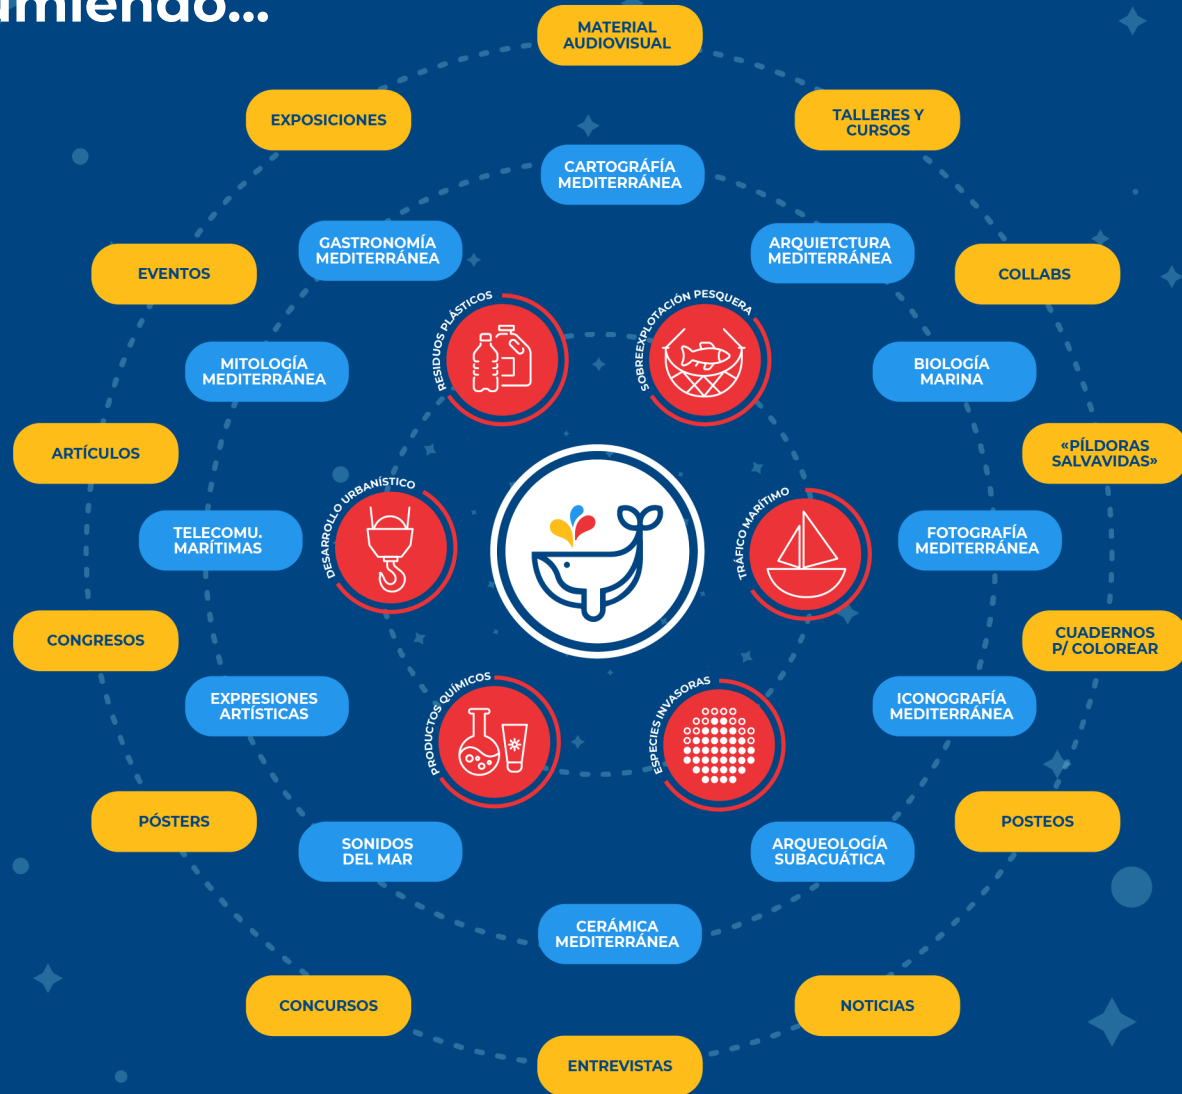 umiendo...
MATERIAL
AUDIOVISUAL
EXPOSICIONES
TALLERES Y
CURSOS
CARTOGRÁFÍA
MEDITERRÁNEA
GASTRONOMÍA
MEDITERRÁNEA
ARQUIETCTURA
MEDITERRÁNEA
EVENTOS
COLLABS
RESIDUOS PLÁSTICOS
SOBREEXPLOTACIÓN PESQUERA
MITOLOGÍA
MEDITERRÁNEA
BIOLOGÍA
MARINA
ARTÍCULOS
«PÍLDORAS
SALVAVIDAS»
DESARROLLO URBANÍSTICO
TRÁFICO MARÍTIMO
TELECOMU.
MARÍTIMAS
FOTOGRAFÍA
MEDITERRÁNEA
CONGRESOS
CUADERNOS
P/ COLOREAR
PRODUCTOS QUÍMICOS
ESPECIES INVASORAS
EXPRESIONES
ARTÍSTICAS
ICONOGRAFÍA
MEDITERRÁNEA
PÓSTERS
POSTEOS
SONIDOS
DEL MAR
ARQUEOLOGÍA
SUBACUÁTICA
CERÁMICA
MEDITERRÁNEA
CONCURSOS
NOTICIAS
ENTREVISTAS